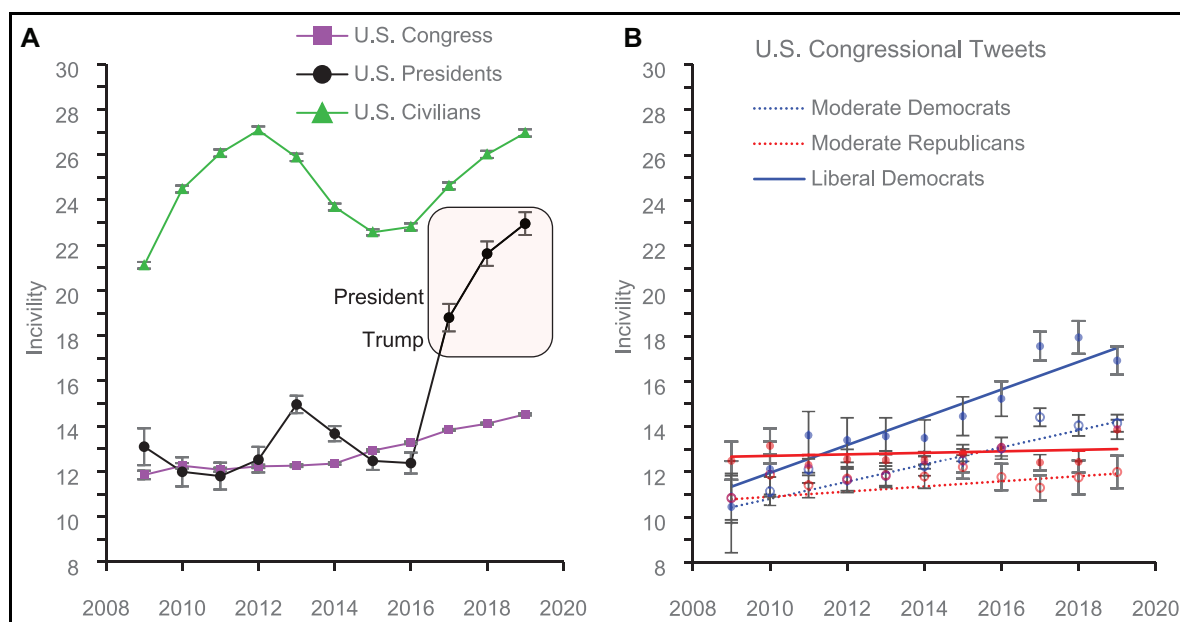 A
U.S. Congress
U.S. Presidents
U.S. Civilians
30
28
26
24
22
20
18
16
14
12
10
8
Incivility
President
Trump
2008
2010
2012
2014
2016
2018
2020
B
U.S. Congressional Tweets
Moderate Democrats
Moderate Republicans
Liberal Democrats
30
28
26
24
22
20
18
16
14
12
10
8
Incivility
2008
2010
2012
2014
2016
2018
2020